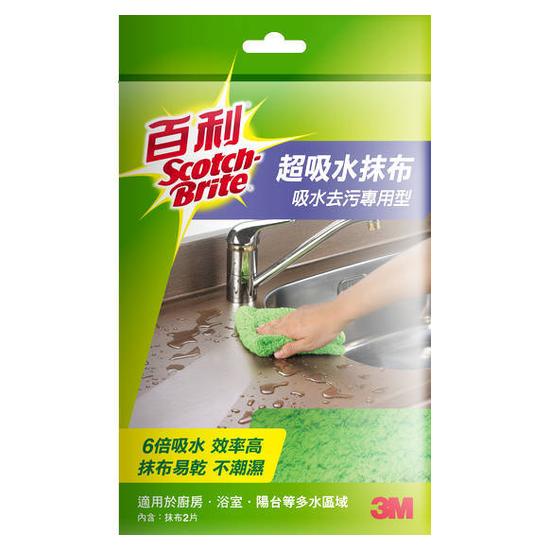 百利
Scotch-
Brite
超吸水抹布
吸水去污專用型
6倍吸水 效率高
抹布易乾 不潮濕
適用於廚房·浴室·陽台等多水區域
內含:抹布2片
3M